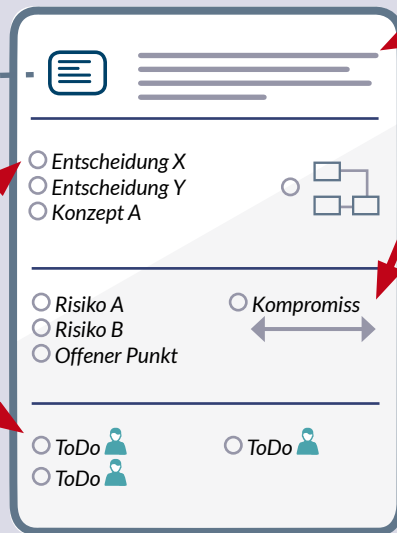 Entscheidung X
Entscheidung Y
Konzept A
Risiko A
Risiko B
Offener Punkt
Kompromiss
ToDo
ToDo
ToDo